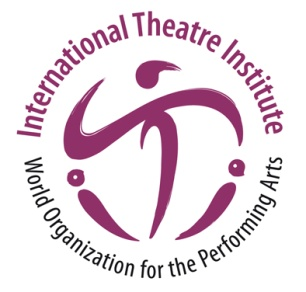 International Theatre Institute
World Organization for the Performing Arts